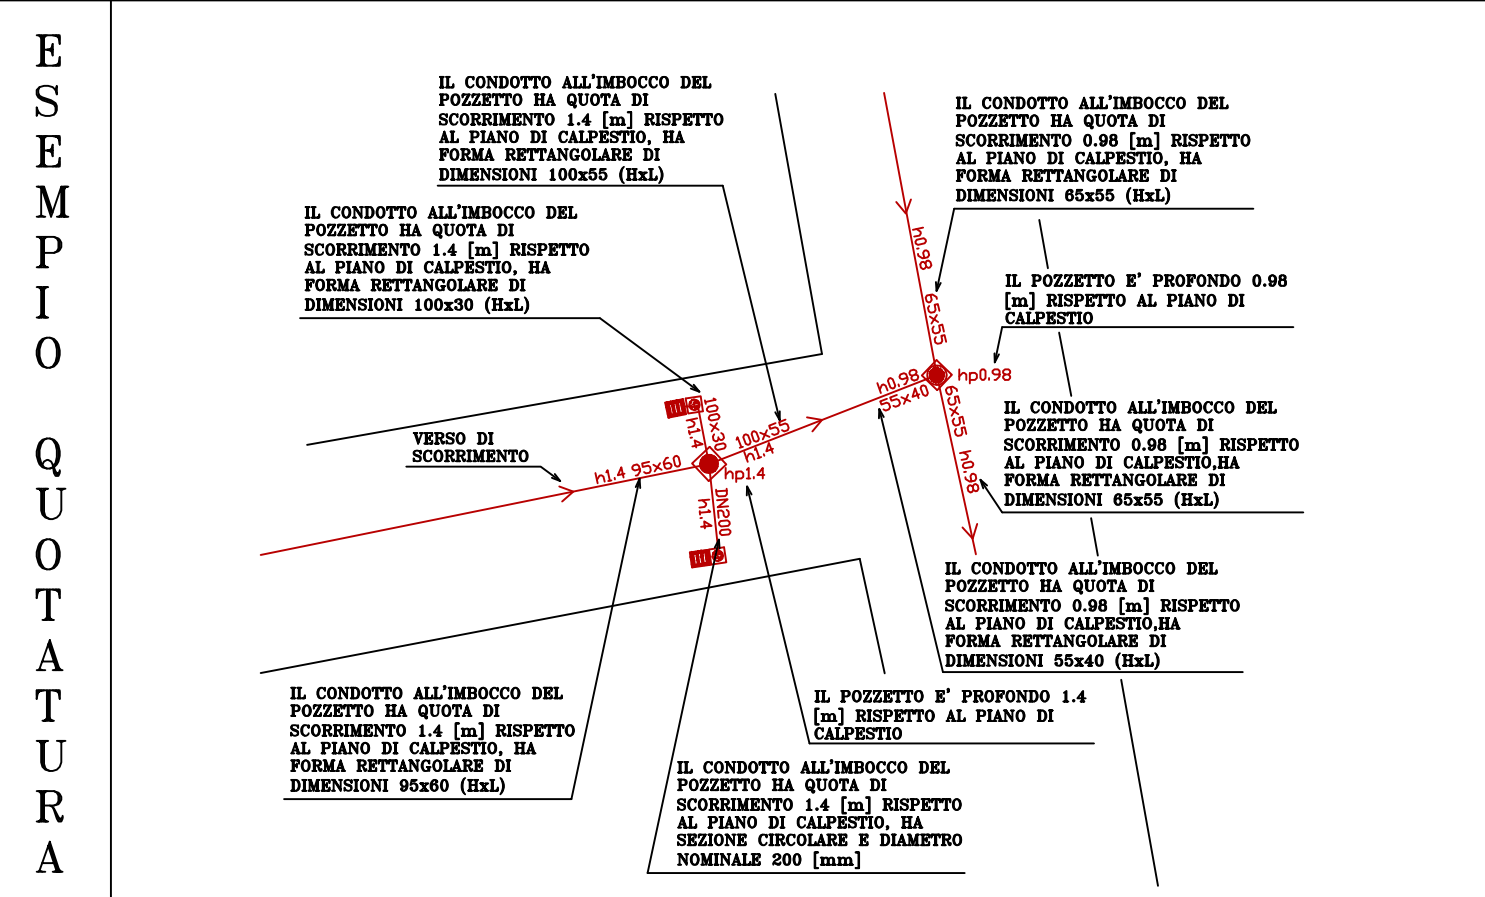 ESEMPIO QUOTATURA
IL CONDOTTO ALL'IMBOCCO DEL
POZZETTO HA QUOTA DI
SCORRIMENTO 1.4 [m] RISPETTO
AL PIANO DI CALPESTIO, HA
FORMA RETTANGOLARE DI
DIMENSIONI 100x55 (HxL)
IL CONDOTTO ALL'IMBOCCO DEL
POZZETTO HA QUOTA DI
SCORRIMENTO 0.98 [m] RISPETTO
AL PIANO DI CALPESTIO, HA
FORMA RETTANGOLARE DI
DIMENSIONI 65x55 (HxL)
IL CONDOTTO ALL'IMBOCCO DEL
POZZETTO HA QUOTA DI
SCORRIMENTO 1.4 [m] RISPETTO
AL PIANO DI CALPESTIO, HA
FORMA RETTANGOLARE DI
DIMENSIONI 100x30 (HxL)
IL POZZETTO E' PROFONDO 0.98
[m] RISPETTO AL PIANO DI
CALPESTIO
h0.98
65x55
hp0.98
h0.98
55x40
65x55
h0.98
100x30
h1.4
100x55
h1.4
hp1.4
h1.4 95x60
DN200
h1.4
VERSO DI
SCORRIMENTO
IL CONDOTTO ALL'IMBOCCO DEL
POZZETTO HA QUOTA DI
SCORRIMENTO 0.98 [m] RISPETTO
AL PIANO DI CALPESTIO,HA
FORMA RETTANGOLARE DI
DIMENSIONI 65x55 (HxL)
IL CONDOTTO ALL'IMBOCCO DEL
POZZETTO HA QUOTA DI
SCORRIMENTO 0.98 [m] RISPETTO
AL PIANO DI CALPESTIO,HA
FORMA RETTANGOLARE DI
DIMENSIONI 55x40 (HxL)
IL CONDOTTO ALL'IMBOCCO DEL
POZZETTO HA QUOTA DI
SCORRIMENTO 1.4 [m] RISPETTO
AL PIANO DI CALPESTIO, HA
FORMA RETTANGOLARE DI
DIMENSIONI 95x60 (HxL)
IL POZZETTO E' PROFONDO 1.4
[m] RISPETTO AL PIANO DI
CALPESTIO
IL CONDOTTO ALL'IMBOCCO DEL
POZZETTO HA QUOTA DI
SCORRIMENTO 1.4 [m] RISPETTO
AL PIANO DI CALPESTIO, HA
SEZIONE CIRCOLARE E DIAMETRO
NOMINALE 200 [mm]